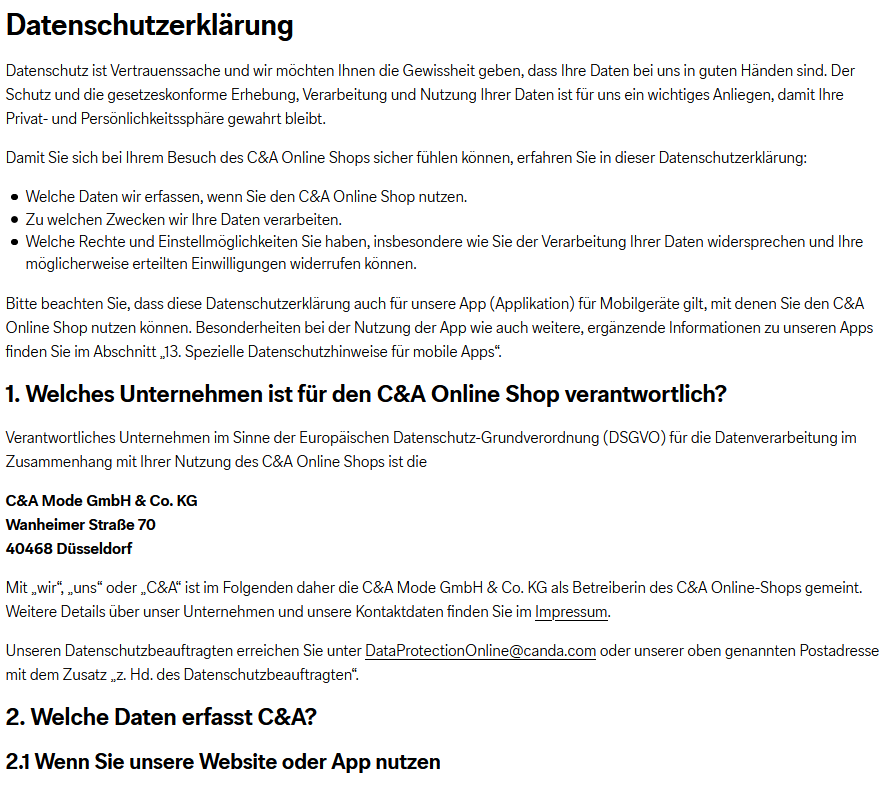 Datenschutzerklärung
Datenschutz ist Vertrauenssache und wir möchten Ihnen die Gewissheit geben, dass Ihre Daten bei uns in guten Händen sind. Der
Schutz und die gesetzeskonforme Erhebung, Verarbeitung und Nutzung Ihrer Daten ist für uns ein wichtiges Anliegen, damit Ihre
Privat- und Persönlichkeitssphäre gewahrt bleibt.
Damit Sie sich bei Ihrem Besuch des C&A Online Shops sicher fühlen können, erfahren Sie in dieser Datenschutzerklärung:
• Welche Daten wir erfassen, wenn Sie den C&A Online Shop nutzen.
• Zu welchen Zwecken wir Ihre Daten verarbeiten.
• Welche Rechte und Einstellmöglichkeiten Sie haben, insbesondere wie Sie der Verarbeitung Ihrer Daten widersprechen und Ihre
möglicherweise erteilten Einwilligungen widerrufen können.
Bitte beachten Sie, dass diese Datenschutzerklärung auch für unsere App (Applikation) für Mobilgeräte gilt, mit denen Sie den C&A
Online Shop nutzen können. Besonderheiten bei der Nutzung der App wie auch weitere, ergänzende Informationen zu unseren Apps
finden Sie im Abschnitt „13. Spezielle Datenschutzhinweise für mobile Apps“.
1. Welches Unternehmen ist für den C&A Online Shop verantwortlich?
Verantwortliches Unternehmen im Sinne der Europäischen Datenschutz-Grundverordnung (DSGVO) für die Datenverarbeitung im
Zusammenhang mit Ihrer Nutzung des C&A Online Shops ist die
C&A Mode GmbH & Co. KG
Wanheimer Straße 70
40468 Düsseldorf
Mit „wir“, „uns“ oder „C&A“ ist im Folgenden daher die C&A Mode GmbH & Co. KG als Betreiberin des C&A Online-Shops gemeint.
Weitere Details über unser Unternehmen und unsere Kontaktdaten finden Sie im Impressum.
Unseren Datenschutzbeauftragten erreichen Sie unter DataProtectionOnline@canda.com oder unserer oben genannten Postadresse
mit dem Zusatz „z. Hd. des Datenschutzbeauftragten“.
2. Welche Daten erfasst C&A?
2.1 Wenn Sie unsere Website oder App nutzen